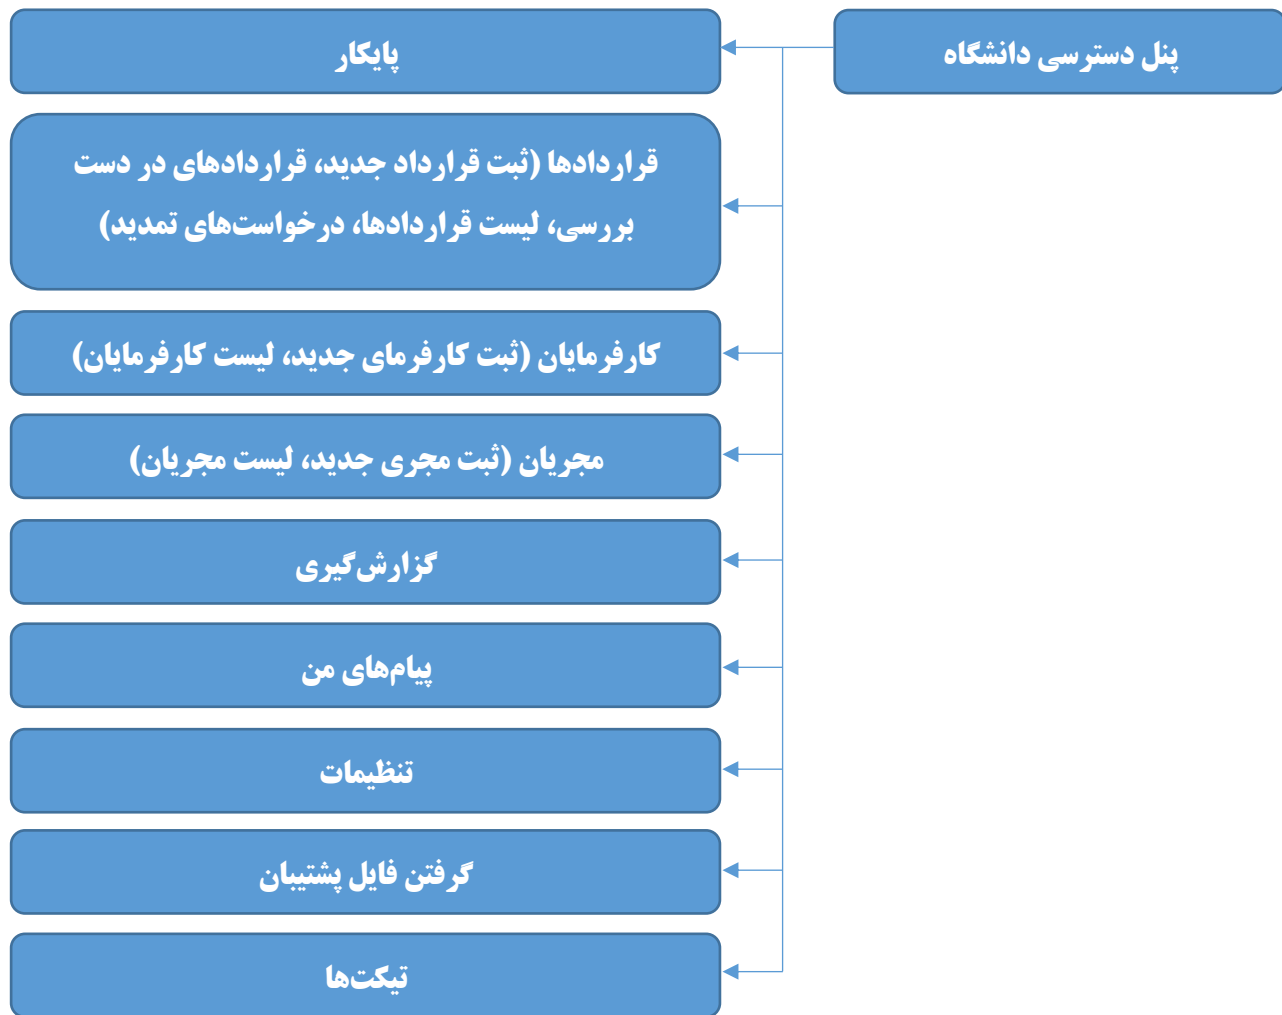 پنل دسترسی دانشگاه
پایکار
قراردادها (ثبت قرارداد جدید، قراردادهای در دست
بررسی، لیست قراردادها، درخواست‌های تمدید)
کارفرمایان (ثبت کارفرمای جدید، لیست کارفرمایان)
مجریان (ثبت مجری جدید، لیست مجریان)
گزارش‌گیری
پیام‌های من
تنظیمات
گرفتن فایل پشتیبان
تیکت‌ها